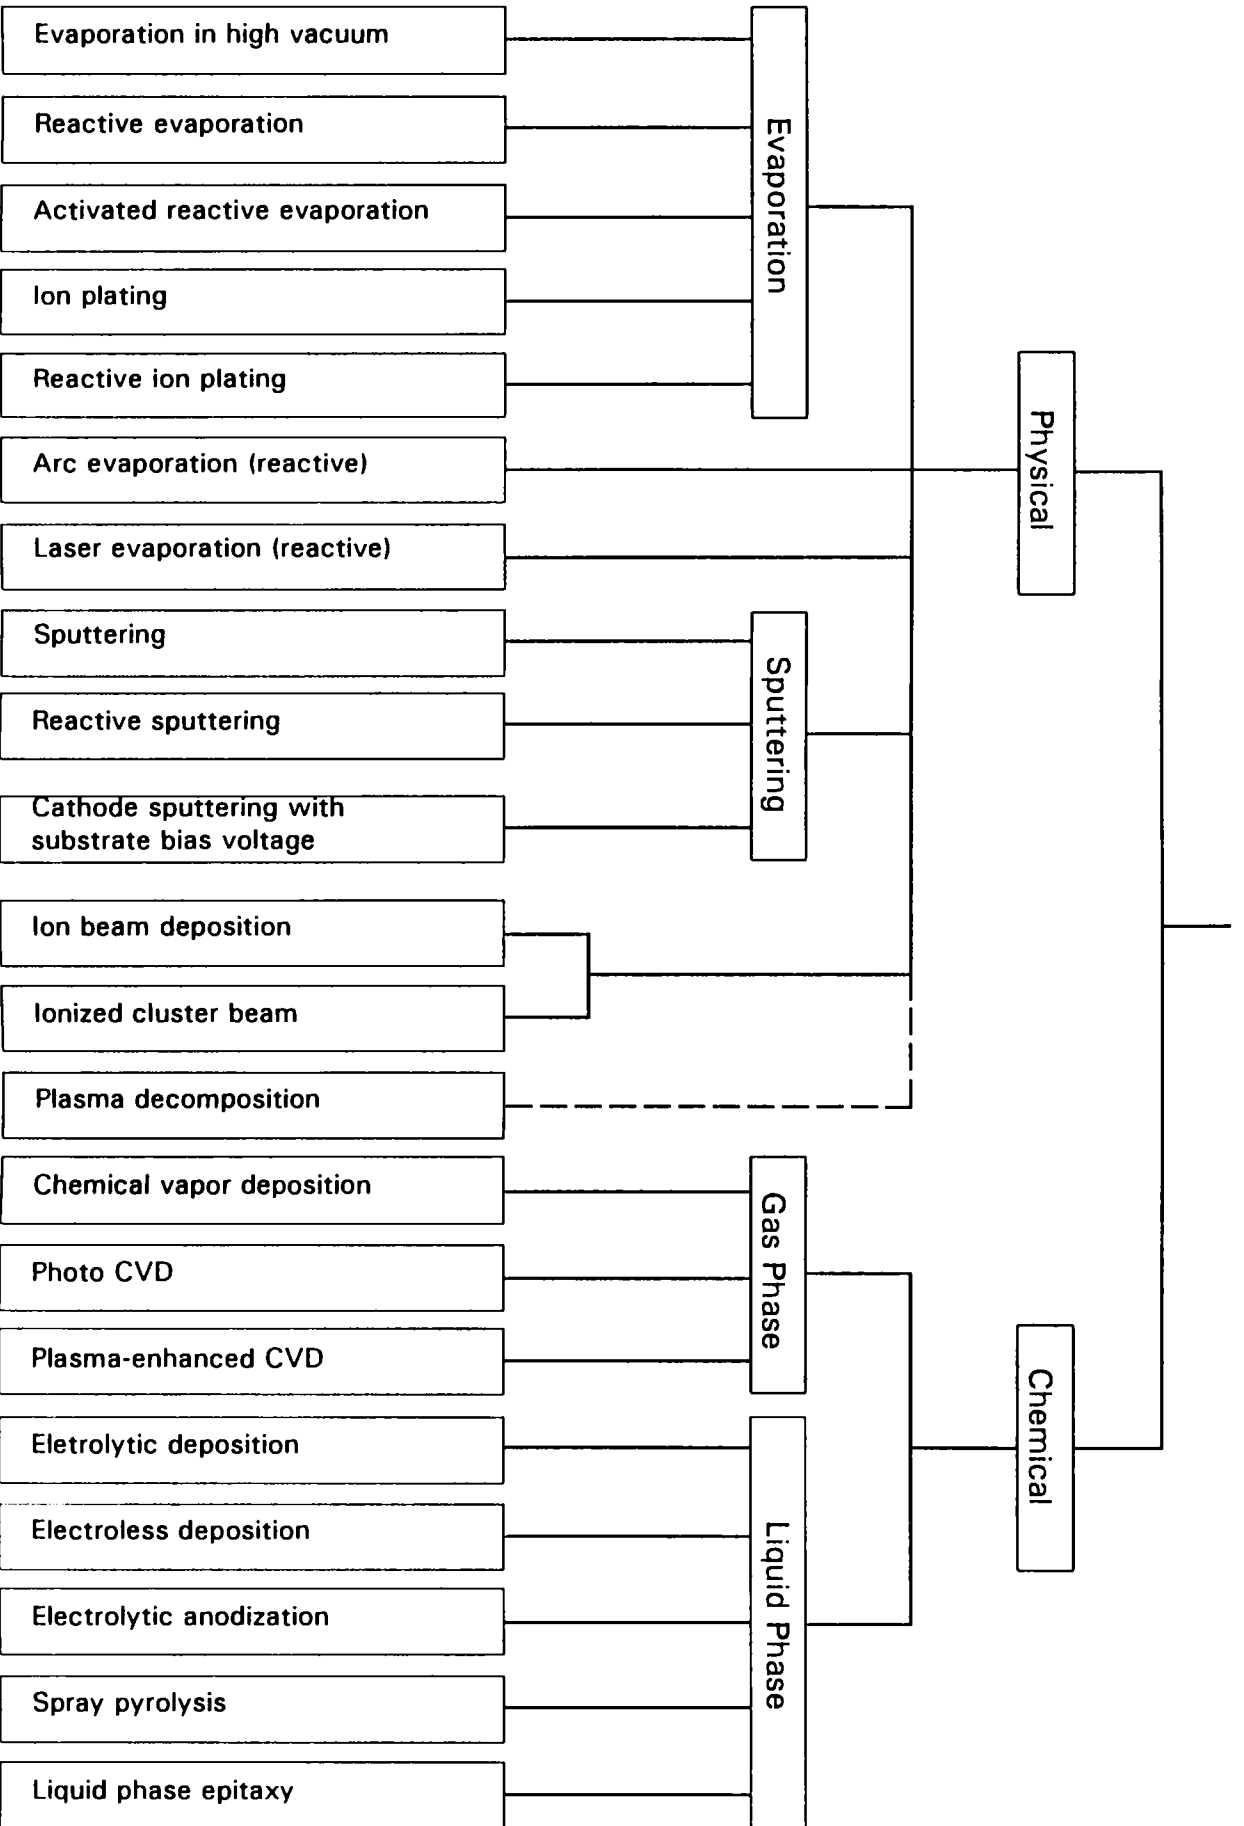 Evaporation in high vacuum
Reactive evaporation
Activated reactive evaporation
Ion plating
Reactive ion plating
Arc evaporation (reactive)
Laser evaporation (reactive)
Sputtering
Reactive sputtering
Cathode sputtering with
substrate bias voltage
Ion beam deposition
Ionized cluster beam
Plasma decomposition
Chemical vapor deposition
Photo CVD
Plasma-enhanced CVD
Eletrolytic deposition
Electroless deposition
Electrolytic anodization
Spray pyrolysis
Liquid phase epitaxy
Evaporation
Sputtering
Gas Phase
Liquid Phase
Physical
Chemical